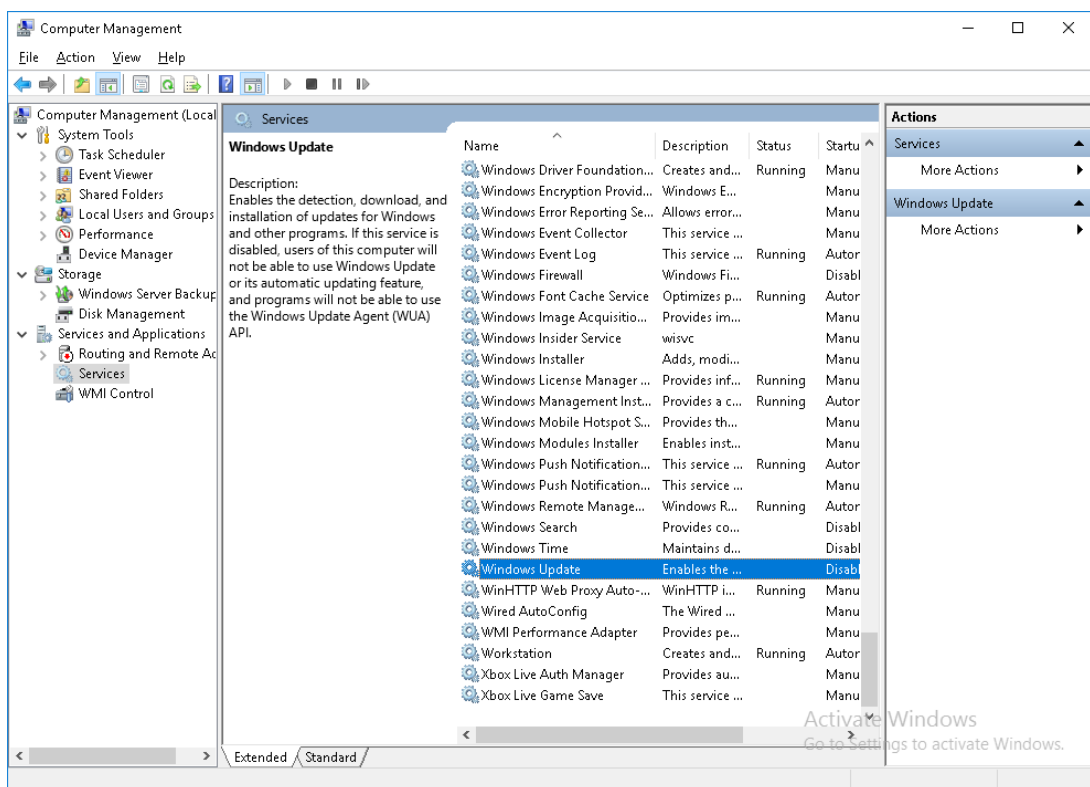 Computer Management
File Action View Help
Computer Management (Local
System Tools
Task Scheduler
Event Viewer
Shared Folders
Local Users and Groups
Performance
Device Manager
Storage
Windows Server Backup
Disk Management
Services and Applications
Routing and Remote Ac
Services
WMI Control
Services
Windows Update
Description:
Enables the detection, download, and
installation of updates for Windows
and other programs. If this service is
disabled, users of this computer will
not be able to use Windows Update
or its automatic updating feature,
and programs will not be able to use
the Windows Update Agent (WUA)
API.
Name Description Status Startu
Windows Driver Foundation... Creates and... Running Manu
Windows Encryption Provid... Windows E... Manu
Windows Error Reporting Se... Allows error... Manu
Windows Event Collector This service ... Manu
Windows Event Log This service ... Running Autor
Windows Firewall Windows Fi... Disabl
Windows Font Cache Service Optimizes p... Running Autor
Windows Image Acquisitio... Provides im... Manu
Windows Insider Service wisvc Manu
Windows Installer Adds, modi... Manu
Windows License Manager ... Provides inf... Running Manu
Windows Management Inst... Provides a c... Running Autor
Windows Mobile Hotspot S... Provides th... Manu
Windows Modules Installer Enables inst... Manu
Windows Push Notification... This service ... Running Autor
Windows Push Notification... This service ... Manu
Windows Remote Manage... Windows R... Running Autor
Windows Search Provides co... Disabl
Windows Time Maintains d... Disabl
Windows Update Enables the ... Disabl
WinHTTP Web Proxy Auto-... WinHTTP i... Running Manu
Wired AutoConfig The Wired ... Manu
WMI Performance Adapter Provides pe... Manu
Workstation Creates and... Running Autor
Xbox Live Auth Manager Provides au... Manu
Xbox Live Game Save This service ... Manu
Extended Standard
Actions
Services
More Actions
Windows Update
More Actions
Activate Windows
Go to Settings to activate Windows.